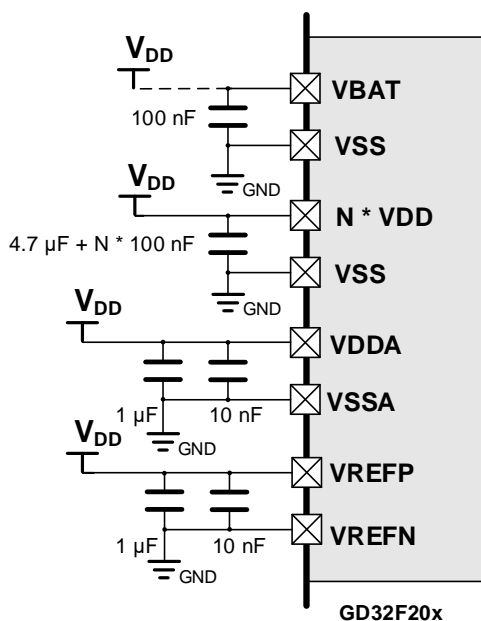 VDD
VBAT
100 nF
VSS
GND
VDD
N * VDD
4.7 µF + N * 100 nF
VSS
GND
VDD
VDDA
1 µF 10 nF VSSA
GND
VDD
VREFP
1 µF 10 nF VREFN
GND
GD32F20x